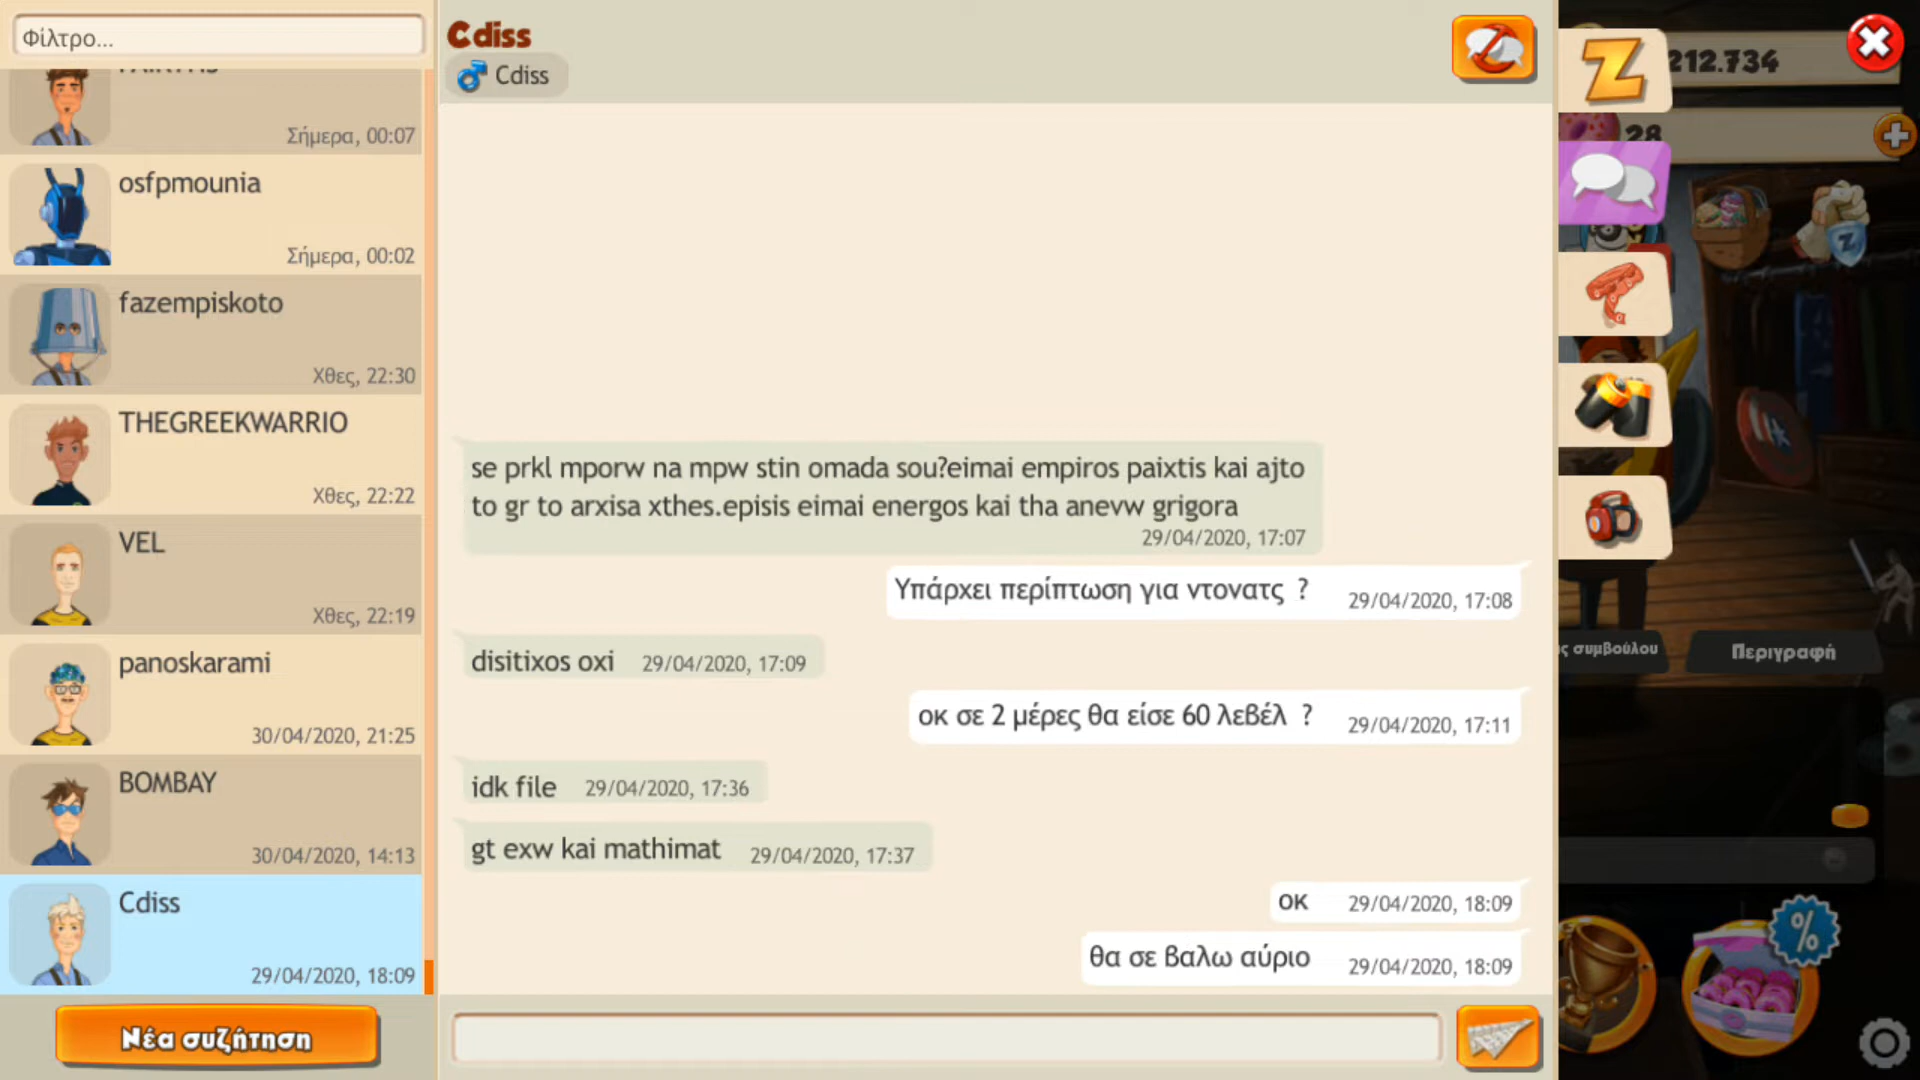 Φίλτρο...
Σήμερα, 00:07
osfpmounia
Σήμερα, 00:02
fazempiskoto
Χθες, 22:30
THEGREEKWARRIO
Χθες, 22:22
VEL
Χθες, 22:19
panoskarami
30/04/2020, 21:25
BOMBAY
30/04/2020, 14:13
Cdiss
29/04/2020, 18:09
Νέα συζήτηση
Cdiss
Cdiss
se prkl mporw na mpw stin omada sou?eimai empiros paixtis kai ajto
to gr to arxisa xthes.episis eimai energos kai tha anevw grigora
29/04/2020, 17:07
Υπάρχει περίπτωση για ντονατς ? 29/04/2020, 17:08
disitixos oxi 29/04/2020, 17:09
οκ σε 2 μέρες θα είσε 60 λεβέλ ? 29/04/2020, 17:11
idk file 29/04/2020, 17:36
gt exw kai mathimat 29/04/2020, 17:37
οκ 29/04/2020, 18:09
θα σε βαλω αύριο 29/04/2020, 18:09
Z
212.734
28
Z
ς συμβούλου
Περιγραφή
%